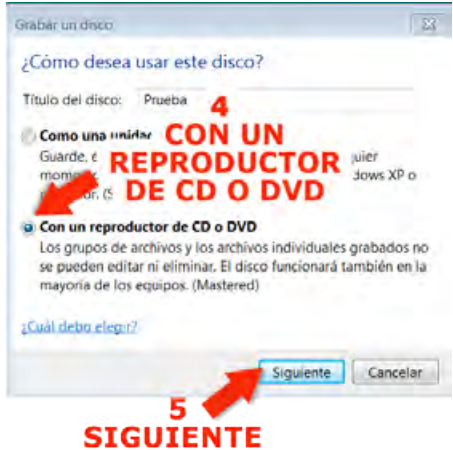 Grabar un disco
¿Cómo desea usar este disco?
Título del disco: Prueba
4
Como una unidad
CON UN
Guarde,
REPRODUCTOR
DE CD O DVD
dows XP o
Con un reproductor de CD o DVD
Los grupos de archivos y los archivos individuales grabados no
se pueden editar ni eliminar. El disco funcionará también en la
mayoría de los equipos. (Mastered)
¿Cuál debo elegir?
Siguiente Cancelar
5
SIGUIENTE